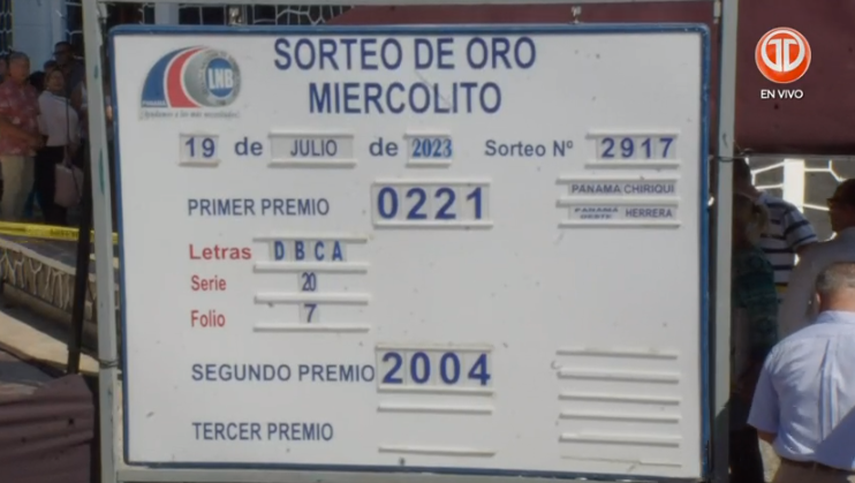 SORTEO DE ORO
MIERCOLITO
LNB
EN VIVO
19 de JULIO de 2023 Sorteo Nº 2917
PRIMER PREMIO 0221
PANAMA CHIRIQUI
PANAMA OESTE HERRERA
Letras D B C A
Serie 20
Folio 7
SEGUNDO PREMIO 2004
TERCER PREMIO